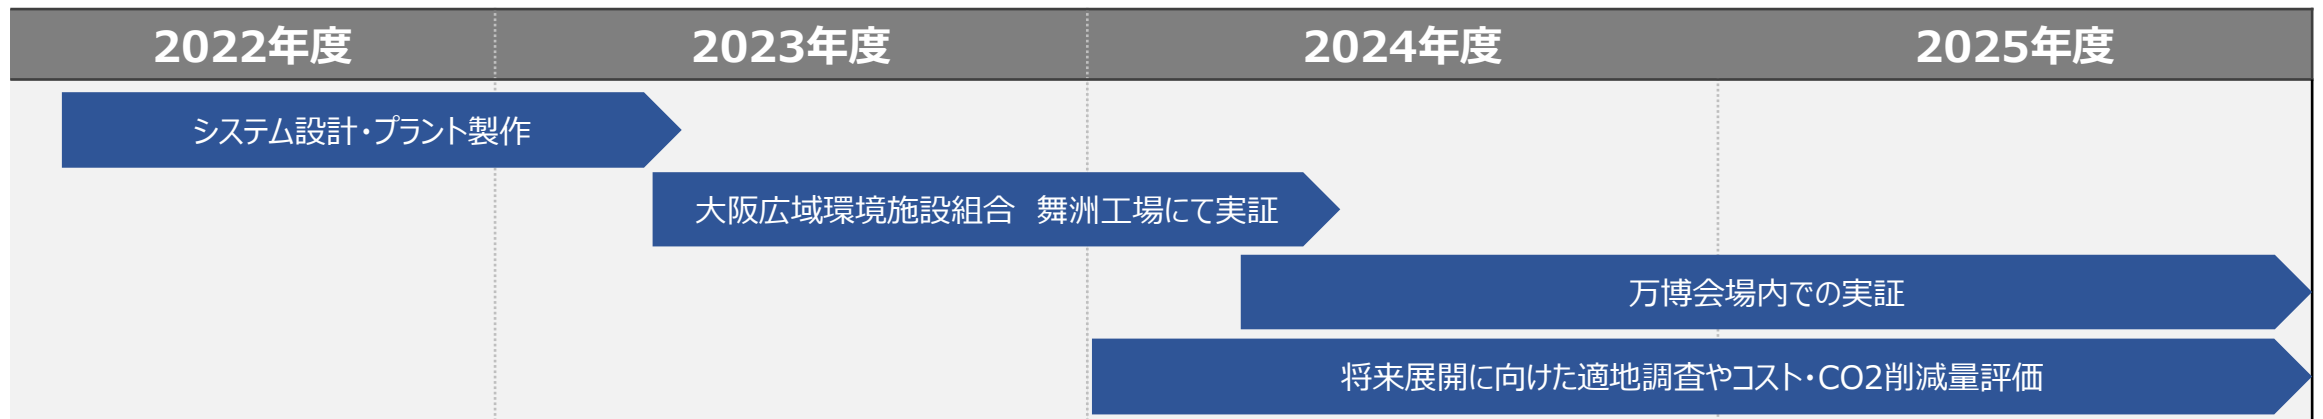 2022年度 2023年度 2024年度 2025年度
システム設計・プラント製作
大阪広域環境施設組合　舞洲工場にて実証
万博会場内での実証
将来展開に向けた適地調査やコスト・CO2削減量評価